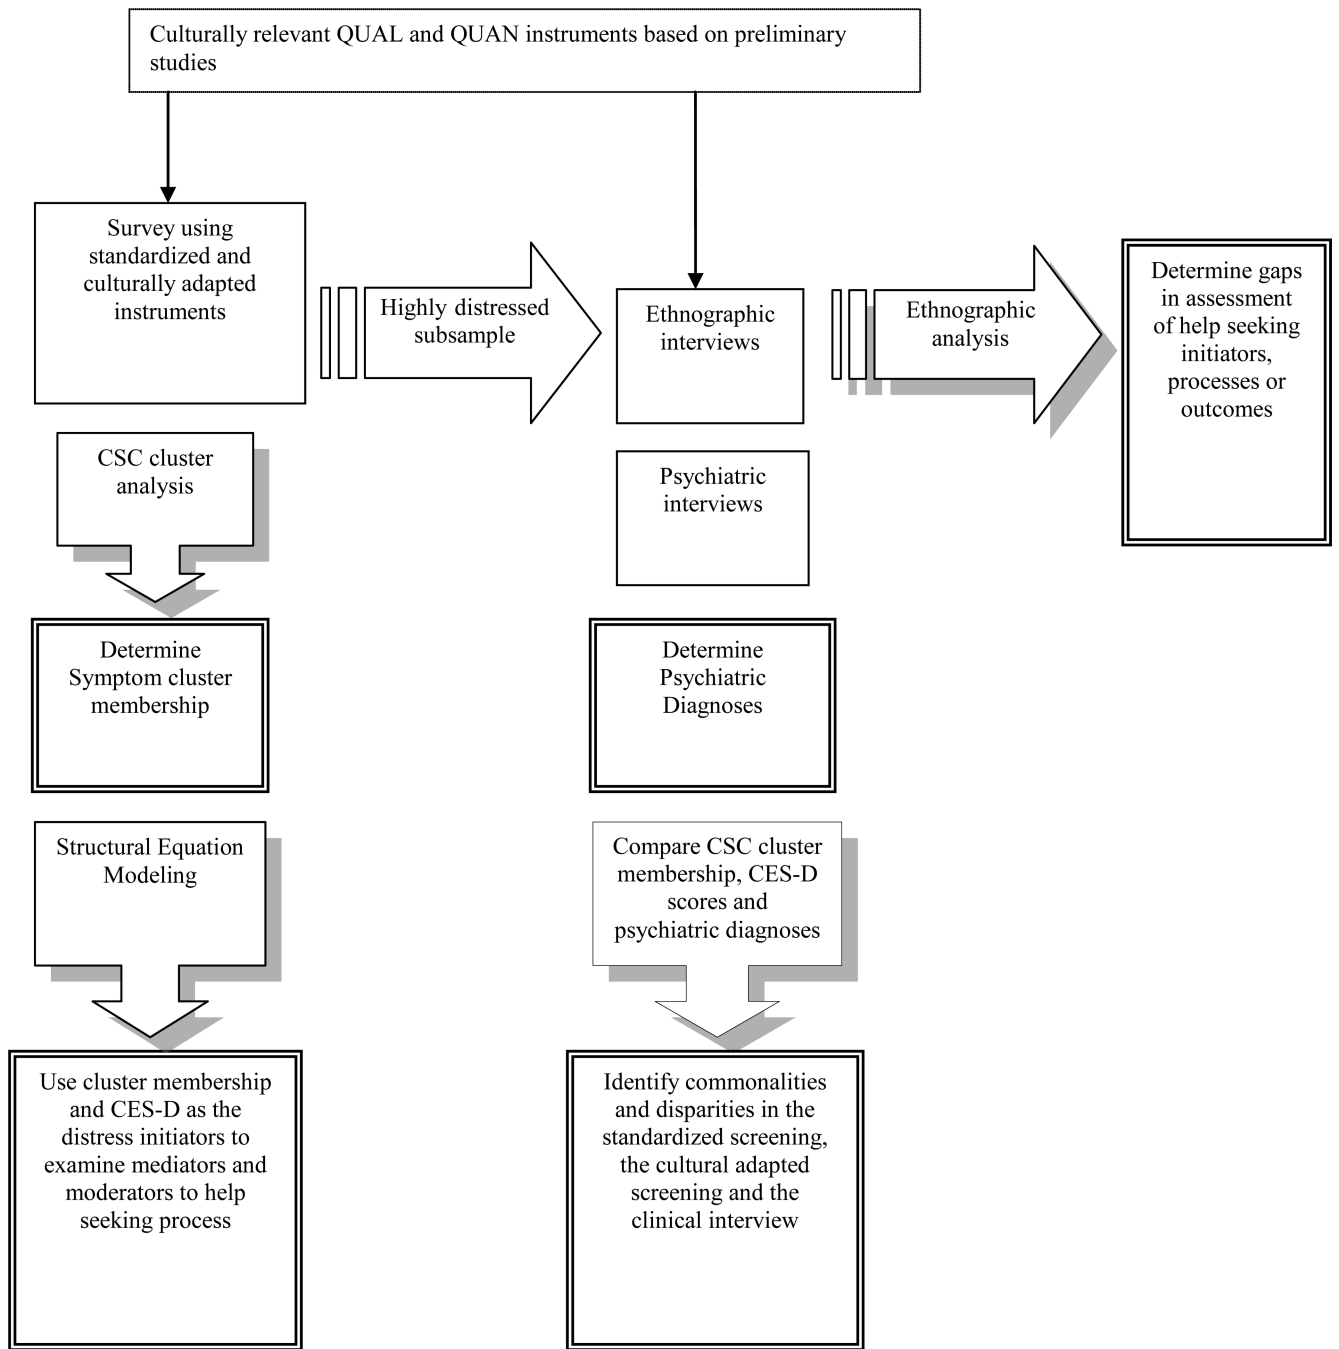 Culturally relevant QUAL and QUAN instruments based on preliminary
studies
Survey using
standardized and
culturally adapted
instruments
Highly distressed
subsample
Ethnographic
interviews
Ethnographic
analysis
Determine gaps
in assessment
of help seeking
initiators,
processes or
outcomes
CSC cluster
analysis
Psychiatric
interviews
Determine
Symptom cluster
membership
Determine
Psychiatric
Diagnoses
Structural Equation
Modeling
Compare CSC cluster
membership, CES-D
scores and
psychiatric diagnoses
Use cluster membership
and CES-D as the
distress initiators to
examine mediators and
moderators to help
seeking process
Identify commonalities
and disparities in the
standardized screening,
the cultural adapted
screening and the
clinical interview